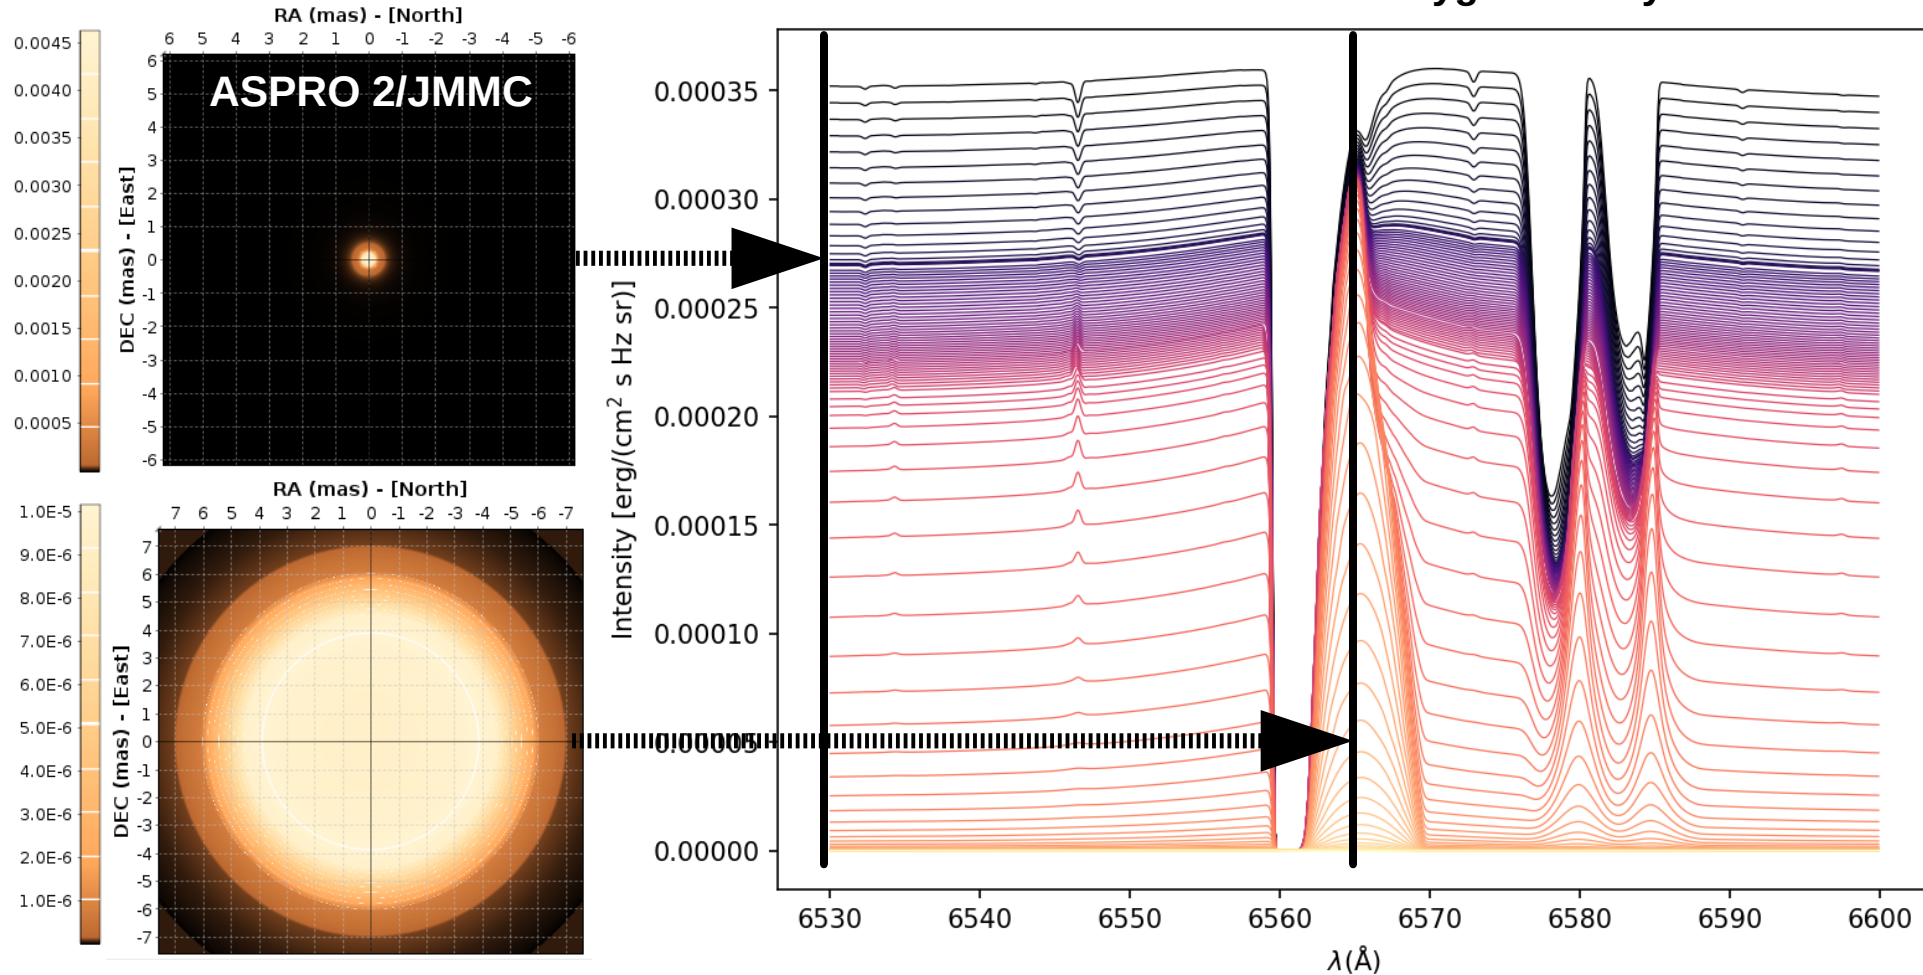 RA (mas) - [North]
6 5 4 3 2 1 0 -1 -2 -3 -4 -5 -6
ASPRO 2/JMMC
0.0045
0.0040
0.0035
0.0030
0.0025
0.0020
0.0015
0.0010
0.0005
DEC (mas) - [East]
6
5
4
3
2
1
0
-1
-2
-3
-4
-5
-6
RA (mas) - [North]
7 6 5 4 3 2 1 0 -1 -2 -3 -4 -5 -6 -7
1.0E-5
9.0E-6
8.0E-6
7.0E-6
6.0E-6
5.0E-6
4.0E-6
3.0E-6
2.0E-6
1.0E-6
DEC (mas) - [East]
7
6
5
4
3
2
1
0
-1
-2
-3
-4
-5
-6
-7
Intensity [erg/(cm² s Hz sr)]
0.00035
0.00030
0.00025
0.00020
0.00015
0.00010
0.00005
0.00000
6530 6540 6550 6560 6570 6580 6590 6600
λ(Å)